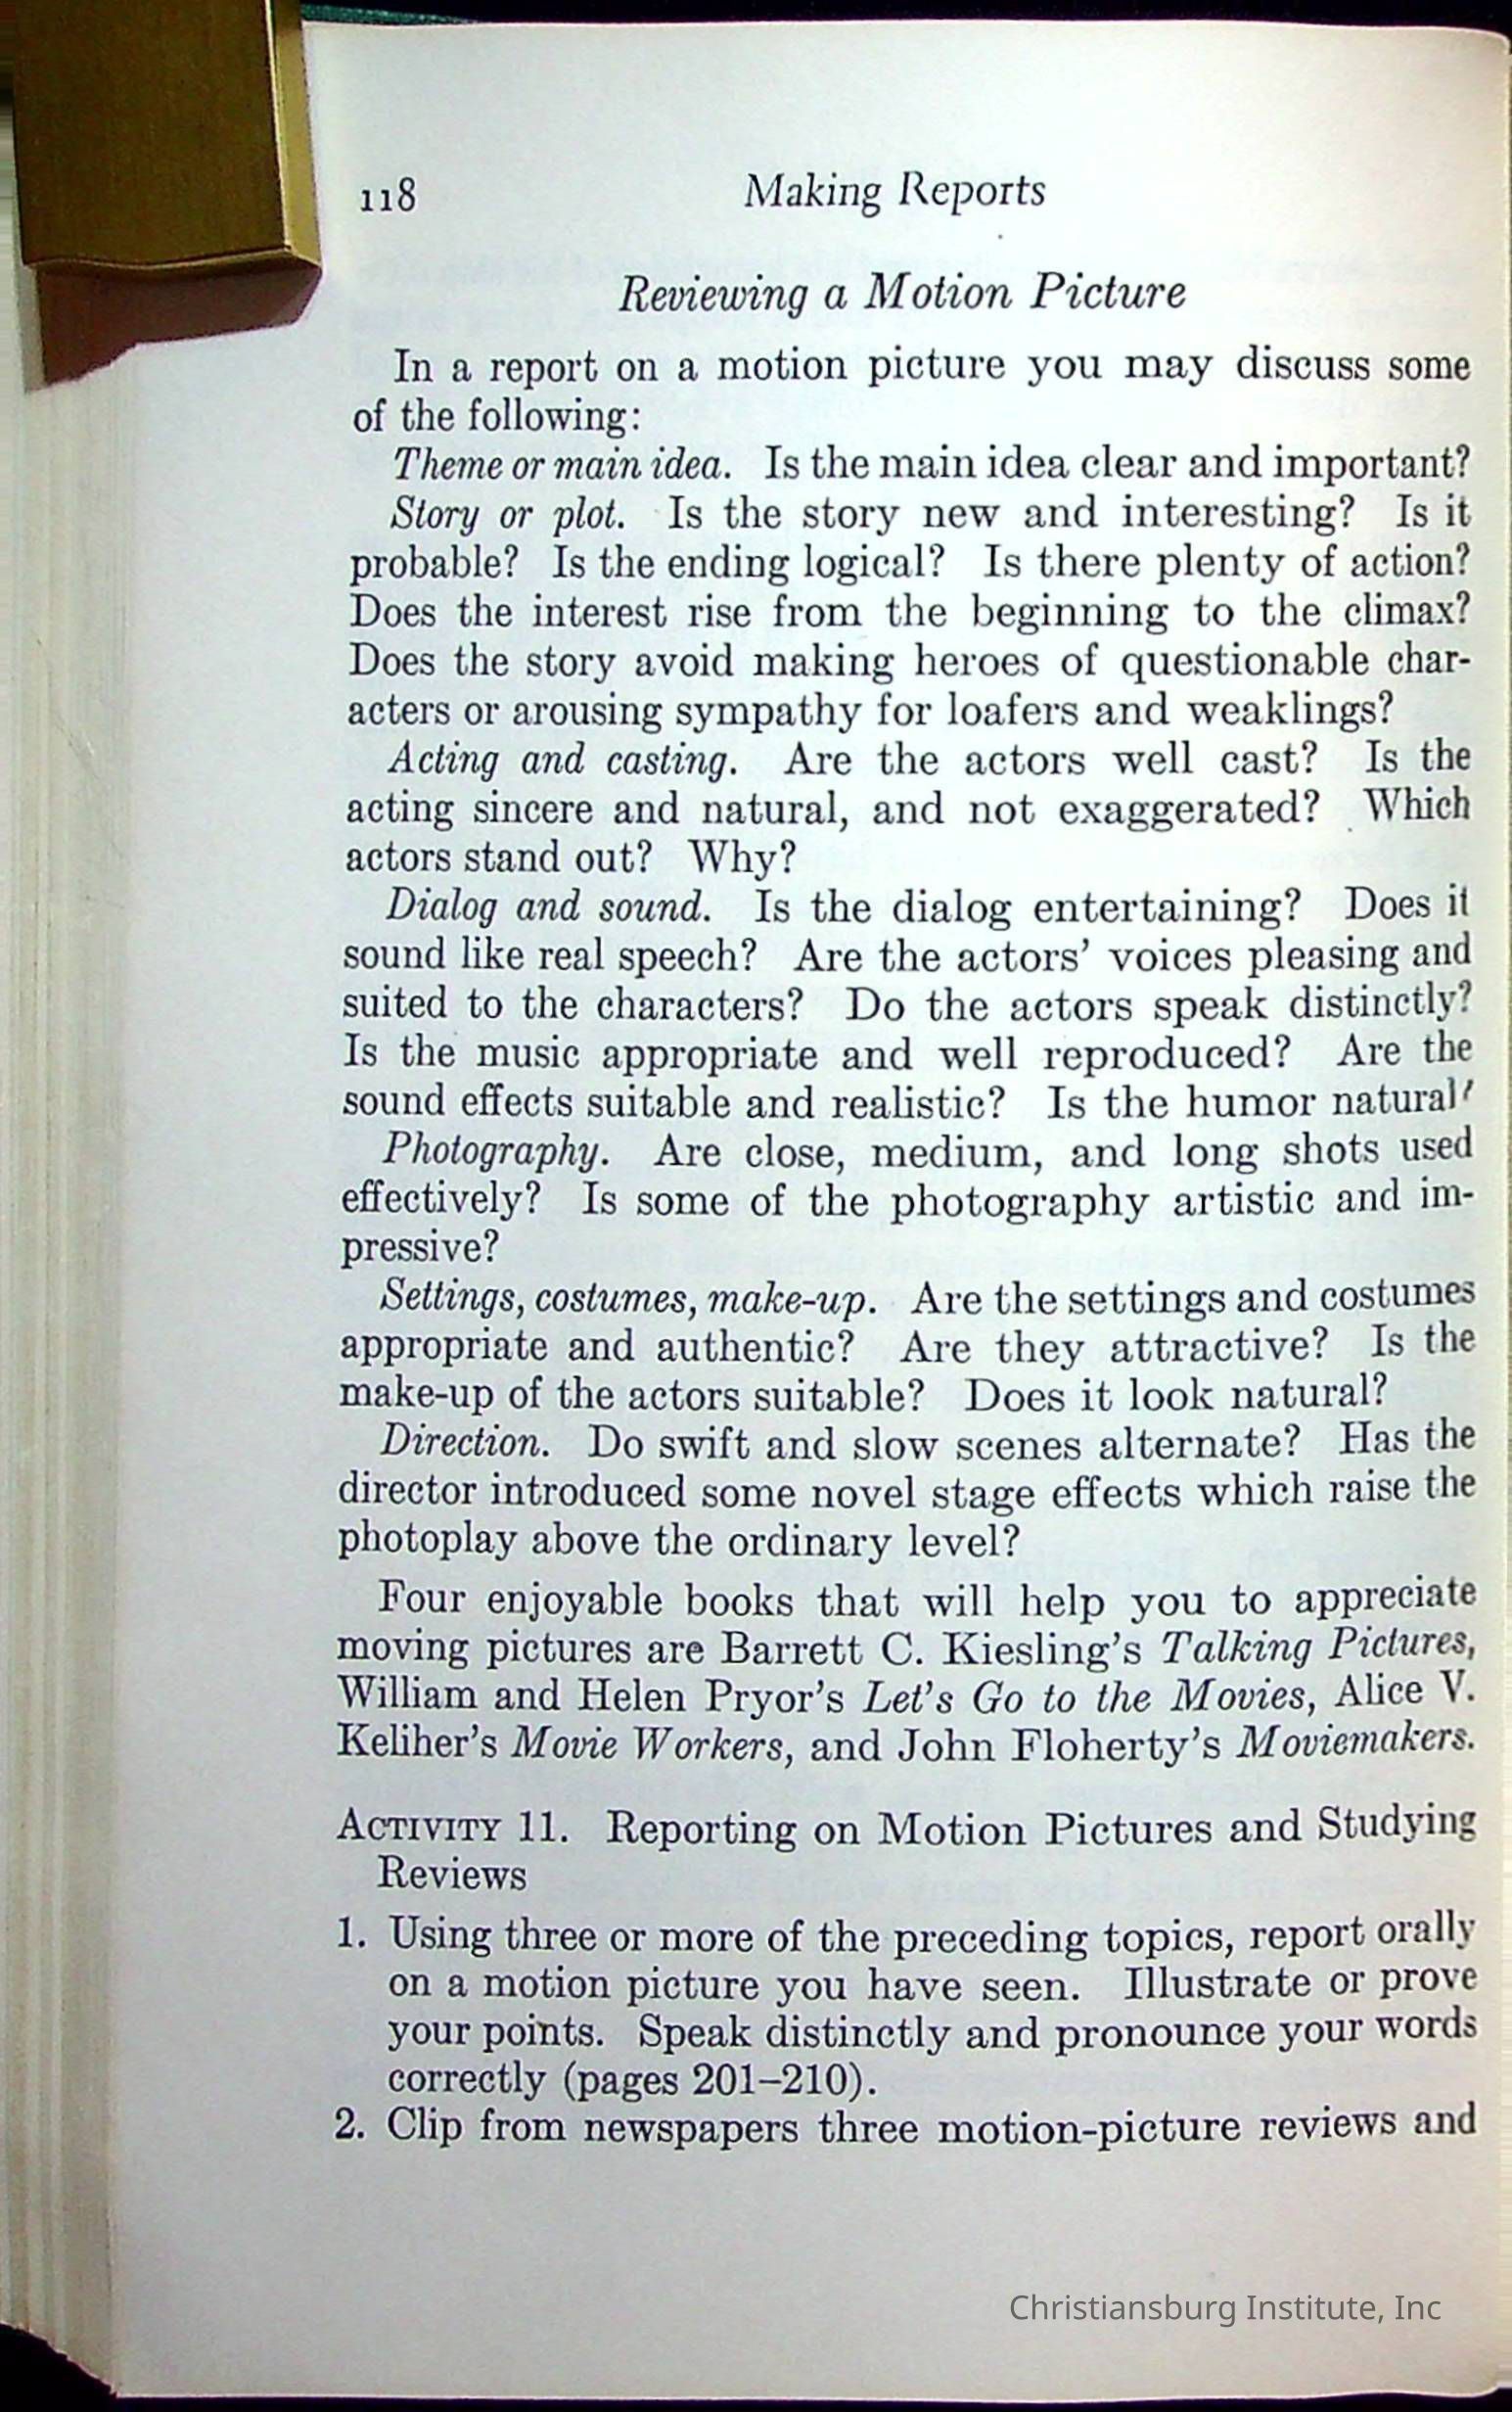 118
Making Reports
Reviewing a Motion Picture
In a report on a motion picture you may discuss some
of the following:
Theme or main idea. Is the main idea clear and important?
Story or plot. Is the story new and interesting? Is it
probable? Is the ending logical? Is there plenty of action?
Does the interest rise from the beginning to the climax?
Does the story avoid making heroes of questionable char-
acters or arousing sympathy for loafers and weaklings?
Acting and casting. Are the actors well cast? Is the
acting sincere and natural, and not exaggerated? Which
actors stand out? Why?
Dialog and sound. Is the dialog entertaining? Does it
sound like real speech? Are the actors' voices pleasing and
suited to the characters? Do the actors speak distinctly?
Is the music appropriate and well reproduced? Are the
sound effects suitable and realistic? Is the humor natural?
Photography. Are close, medium, and long shots used
effectively? Is some of the photography artistic and im-
pressive?
Settings, costumes, make-up. Are the settings and costumes
appropriate and authentic? Are they attractive? Is the
make-up of the actors suitable? Does it look natural?
Direction. Do swift and slow scenes alternate? Has the
director introduced some novel stage effects which raise the
photoplay above the ordinary level?
Four enjoyable books that will help you to appreciate
moving pictures are Barrett C. Kiesling's Talking Pictures,
William and Helen Pryor's Let's Go to the Movies, Alice V.
Keliher's Movie Workers, and John Floherty's Moviemakers.
ACTIVITY 11. Reporting on Motion Pictures and Studying
Reviews
1. Using three or more of the preceding topics, report orally
on a motion picture you have seen. Illustrate or prove
your points. Speak distinctly and pronounce your words
correctly (pages 201–210).
2. Clip from newspapers three motion-picture reviews and
Christiansburg Institute, Inc